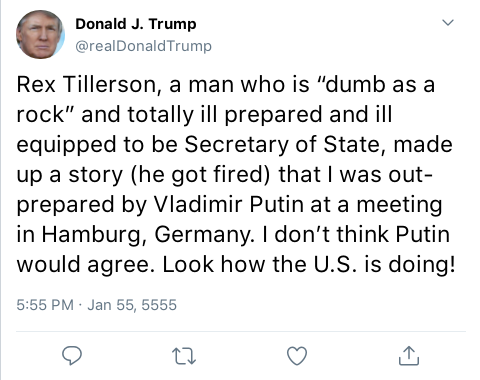 Donald J. Trump
@realDonaldTrump
Rex Tillerson, a man who is “dumb as a
rock” and totally ill prepared and ill
equipped to be Secretary of State, made
up a story (he got fired) that I was out-
prepared by Vladimir Putin at a meeting
in Hamburg, Germany. I don’t think Putin
would agree. Look how the U.S. is doing!
5:55 PM · Jan 55, 5555